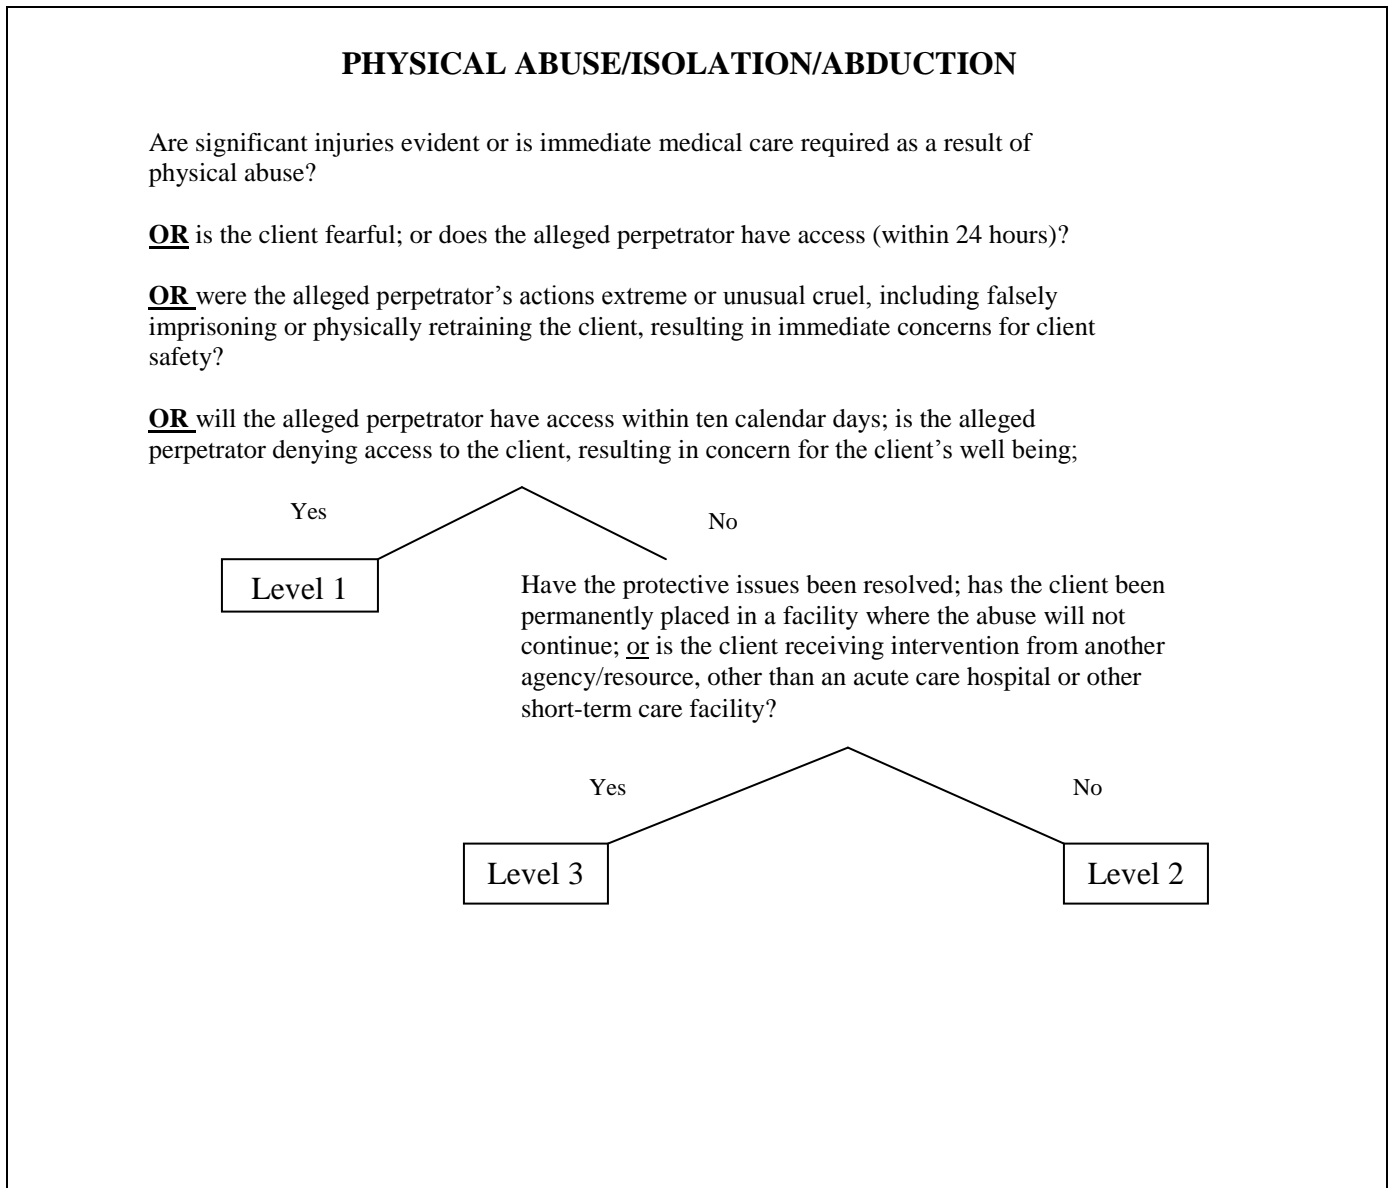 PHYSICAL ABUSE/ISOLATION/ABDUCTION
Are significant injuries evident or is immediate medical care required as a result of
physical abuse?
OR is the client fearful; or does the alleged perpetrator have access (within 24 hours)?
OR were the alleged perpetrator’s actions extreme or unusual cruel, including falsely
imprisoning or physically retraining the client, resulting in immediate concerns for client
safety?
OR will the alleged perpetrator have access within ten calendar days; is the alleged
perpetrator denying access to the client, resulting in concern for the client’s well being;
Yes
No
Level 1
Have the protective issues been resolved; has the client been
permanently placed in a facility where the abuse will not
continue; or is the client receiving intervention from another
agency/resource, other than an acute care hospital or other
short-term care facility?
Yes
No
Level 3
Level 2